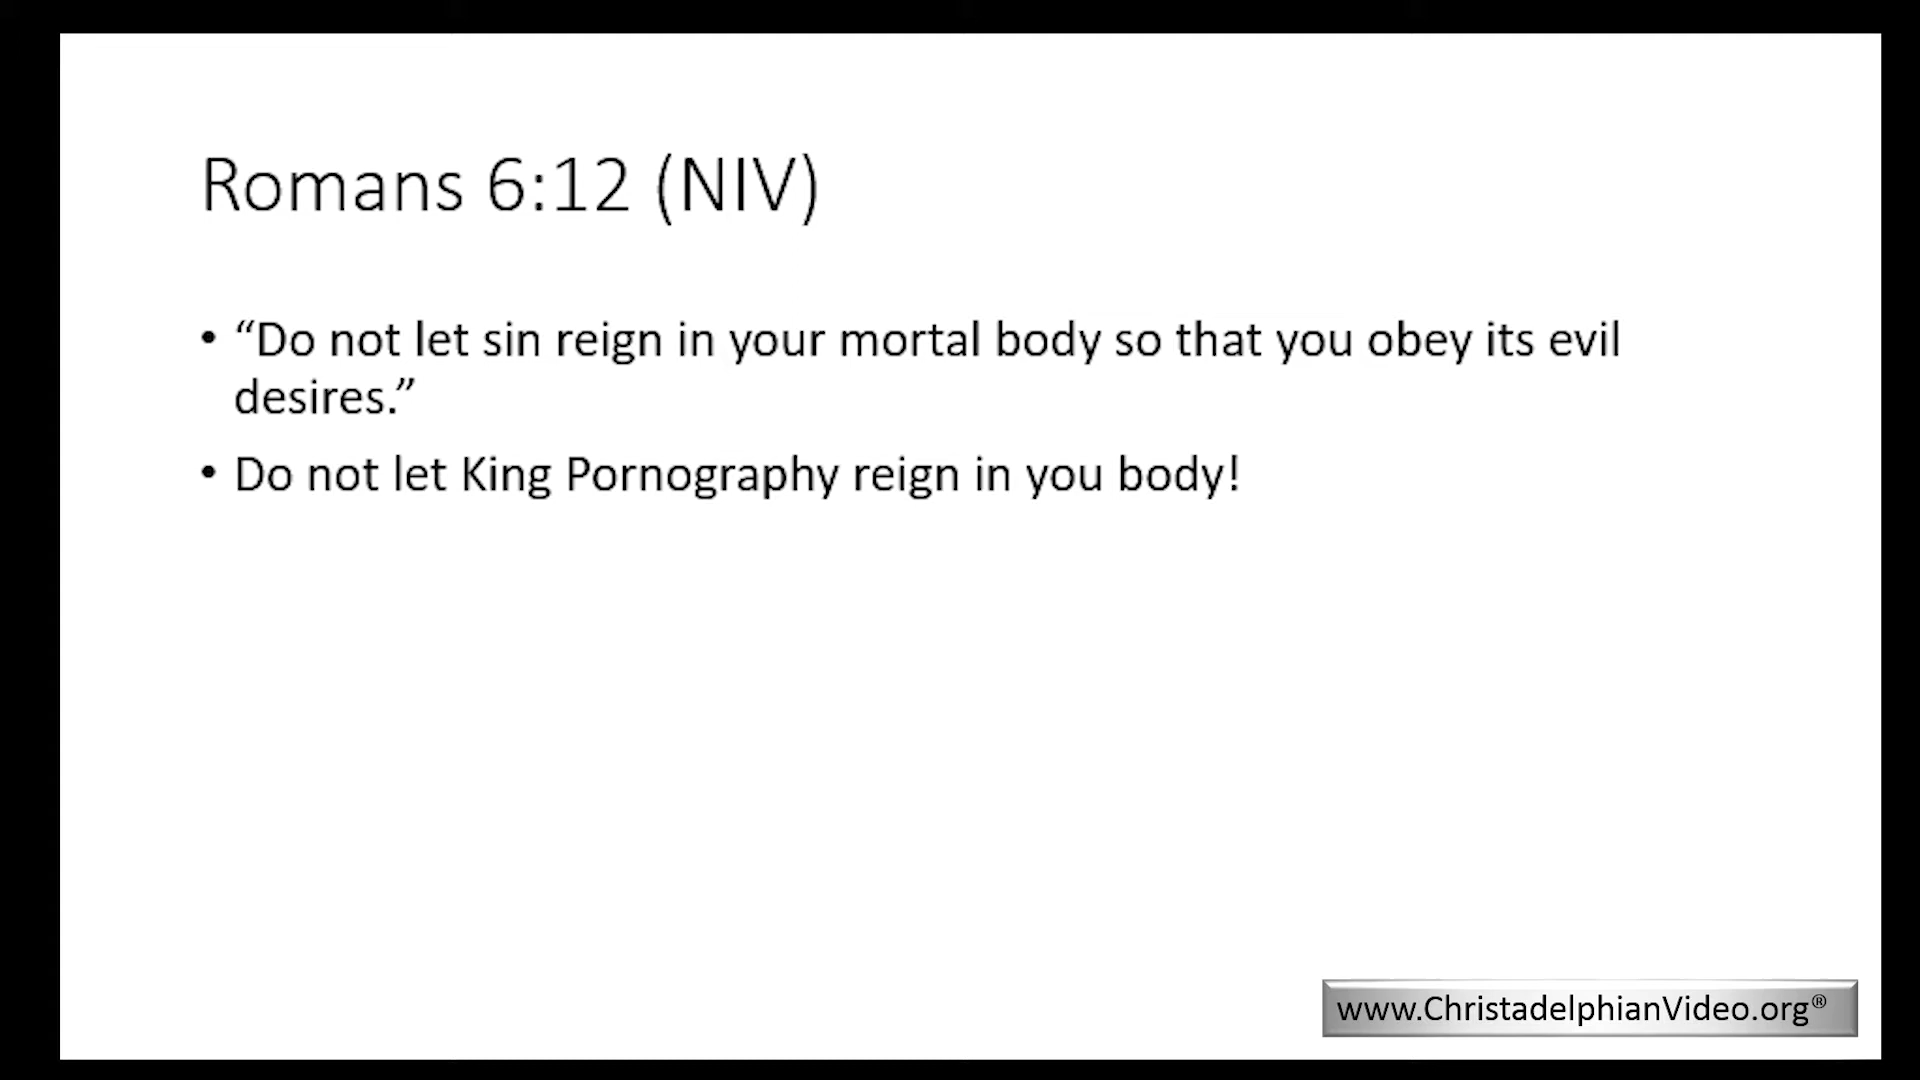 Romans 6:12 (NIV)
• “Do not let sin reign in your mortal body so that you obey its evil
desires.”
• Do not let King Pornography reign in you body!
www.ChristadelphianVideo.org®